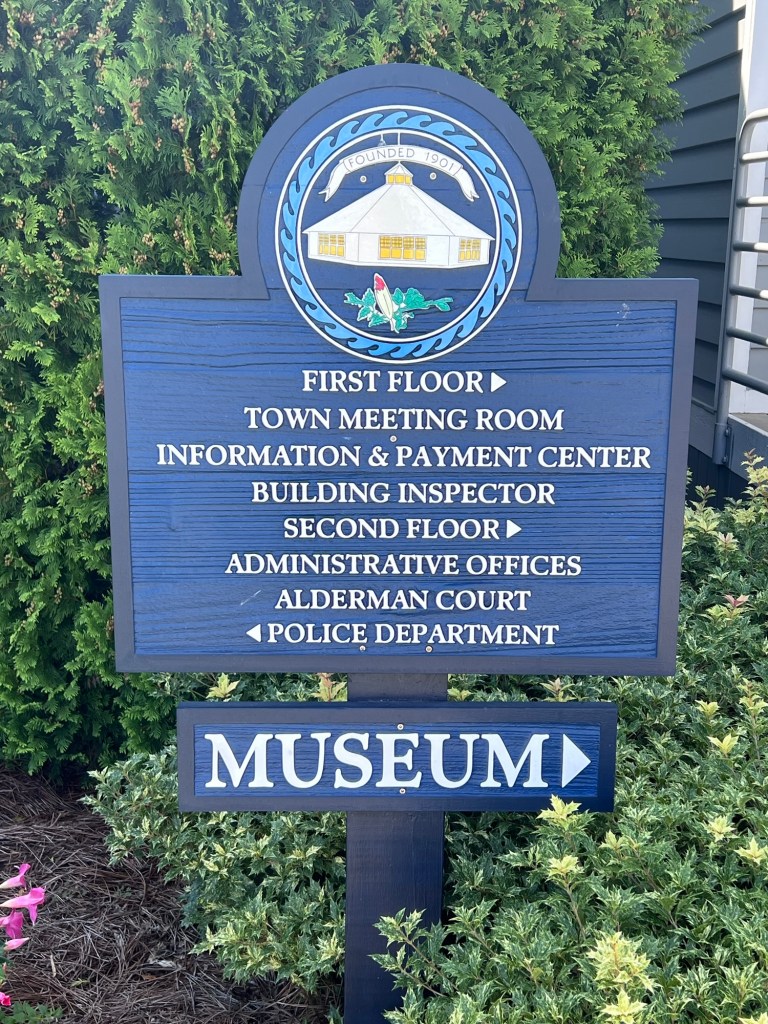 FOUNDED 1901
FIRST FLOOR ▶
TOWN MEETING ROOM
INFORMATION & PAYMENT CENTER
BUILDING INSPECTOR
SECOND FLOOR ▶
ADMINISTRATIVE OFFICES
ALDERMAN COURT
◀ POLICE DEPARTMENT
MUSEUM ▶